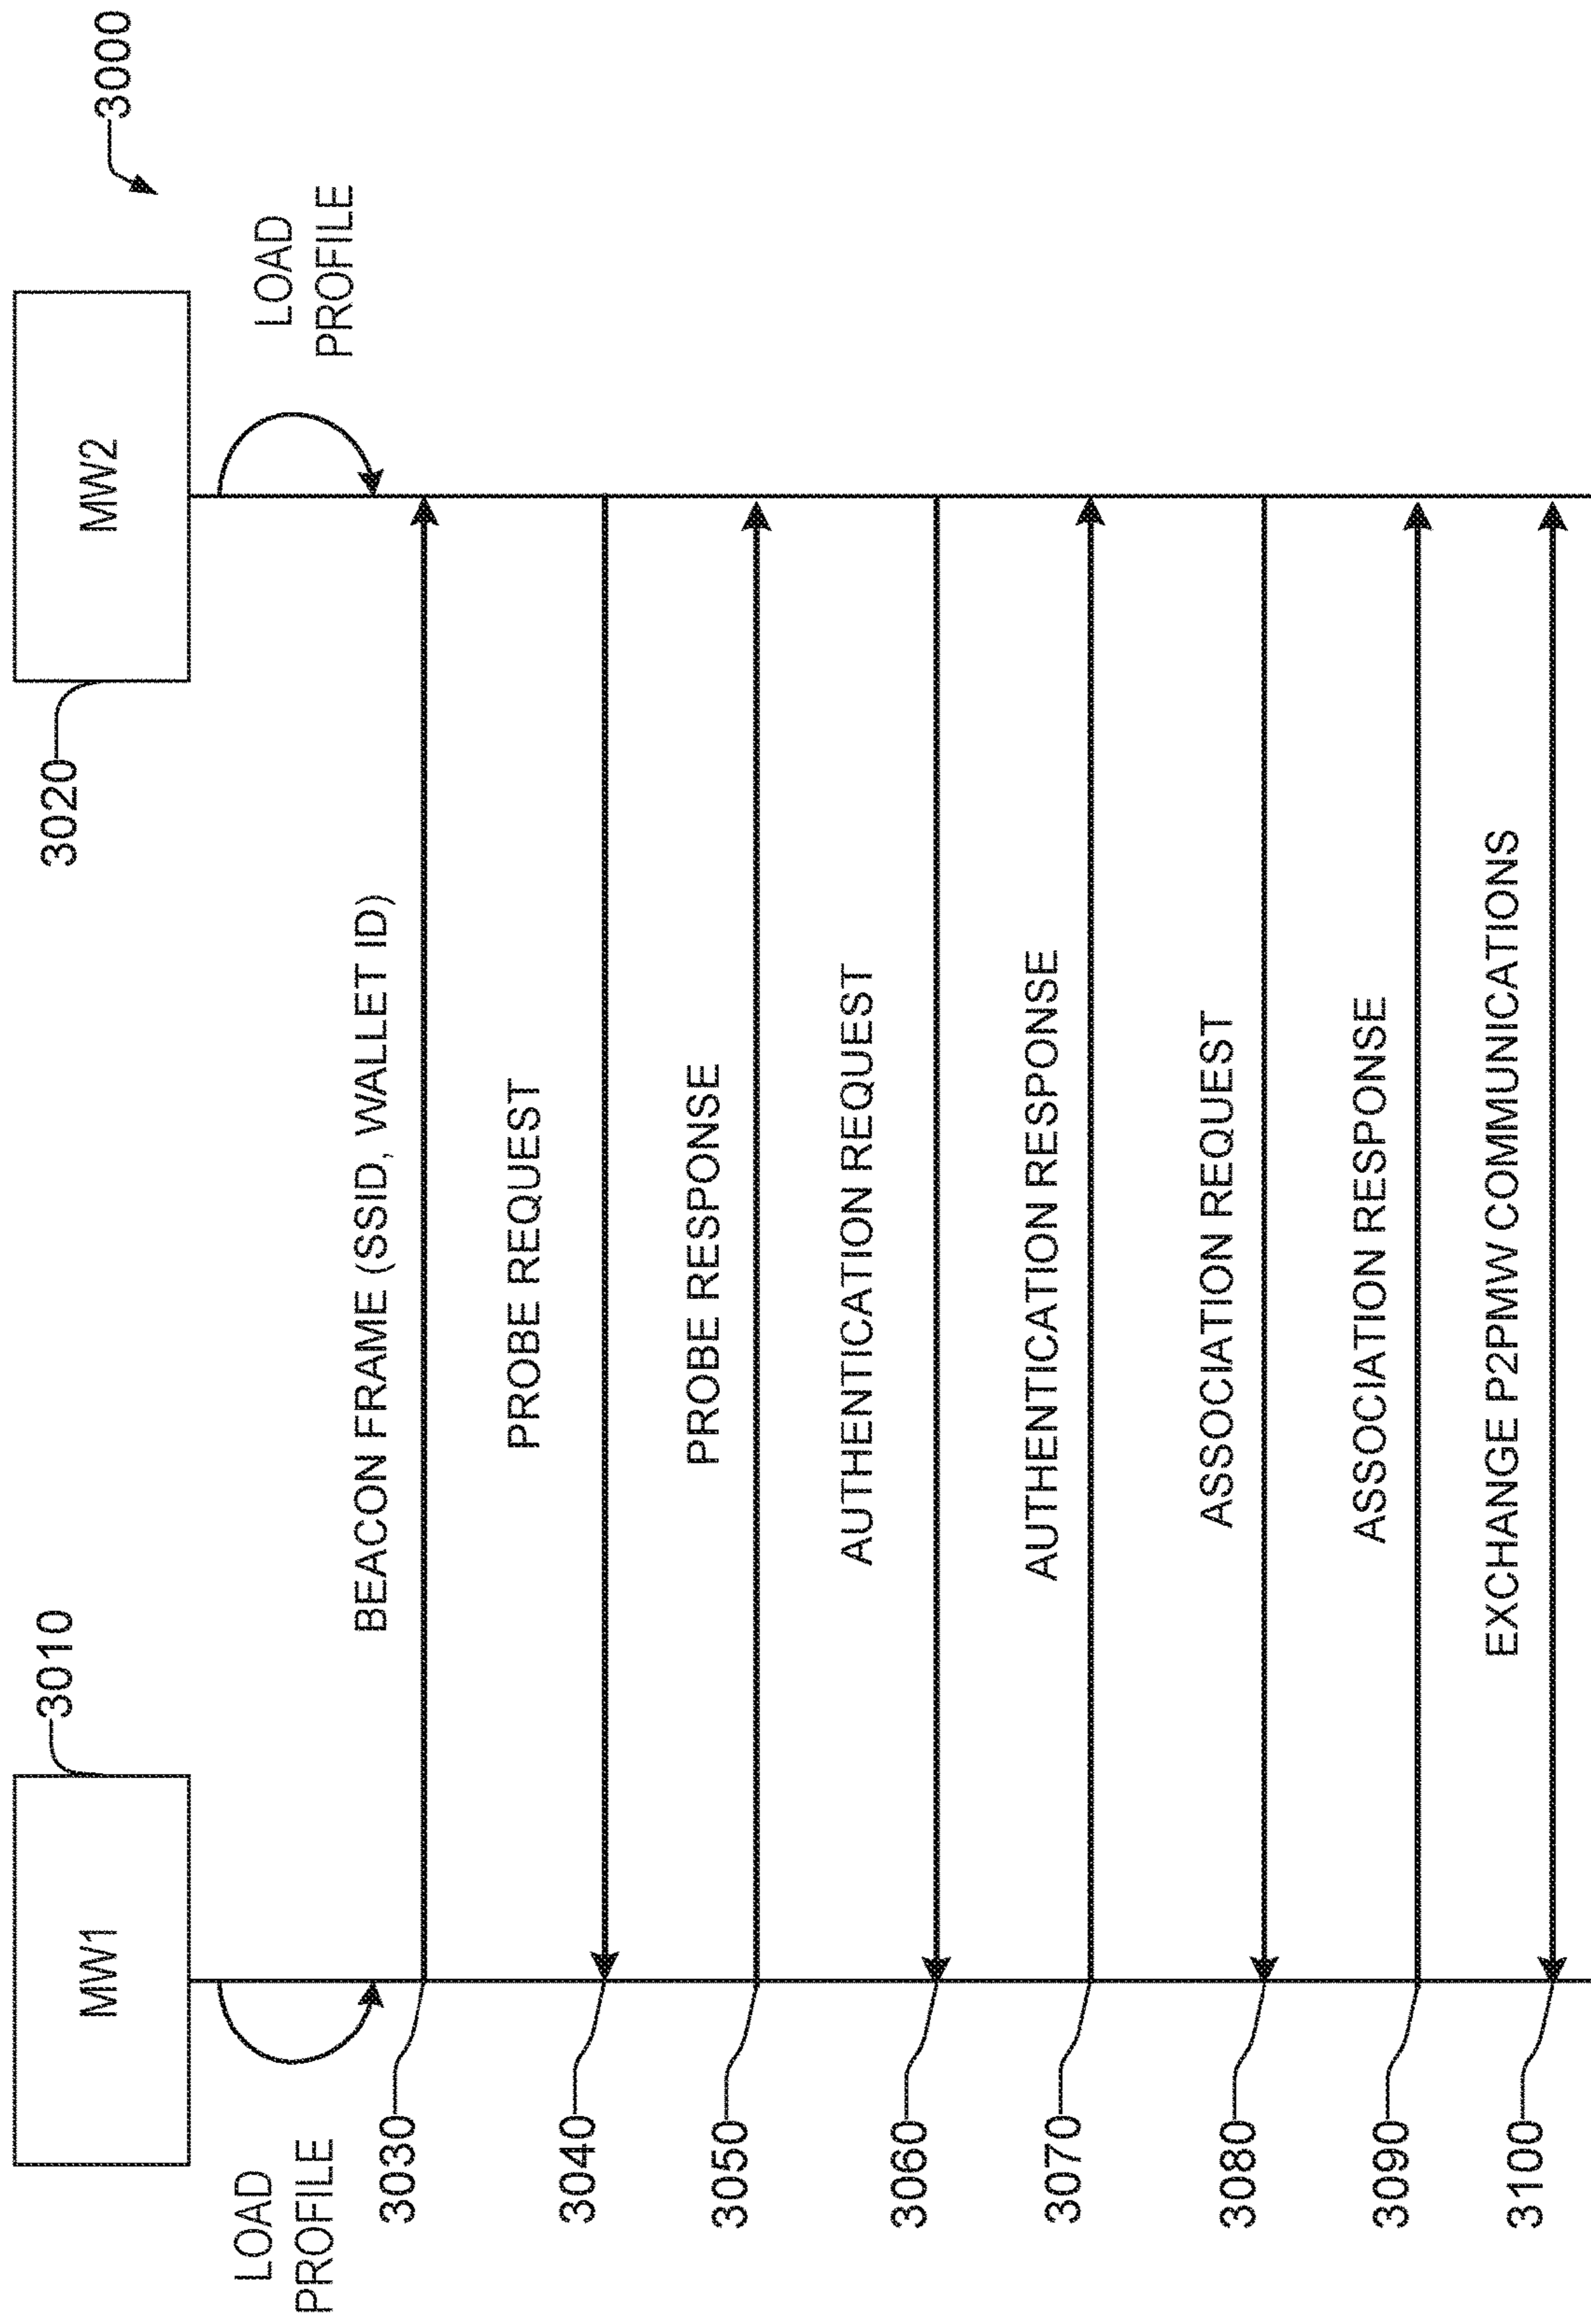 3000
MW1
3010
MW2
3020
LOAD
PROFILE
LOAD
PROFILE
3030
BEACON FRAME (SSID, WALLET ID)
3040
PROBE REQUEST
3050
PROBE RESPONSE
3060
AUTHENTICATION REQUEST
3070
AUTHENTICATION RESPONSE
3080
ASSOCIATION REQUEST
3090
ASSOCIATION RESPONSE
3100
EXCHANGE P2PMW COMMUNICATIONS